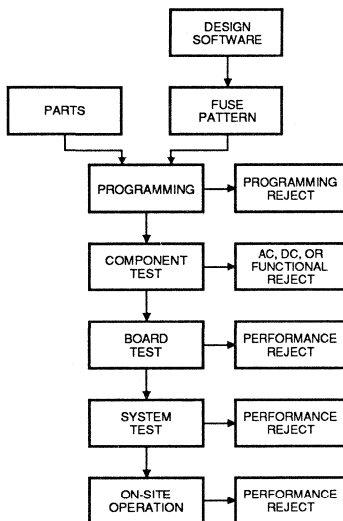 DESIGN
SOFTWARE
PARTS
FUSE
PATTERN
PROGRAMMING
PROGRAMMING
REJECT
COMPONENT
TEST
AC, DC, OR
FUNCTIONAL
REJECT
BOARD
TEST
PERFORMANCE
REJECT
SYSTEM
TEST
PERFORMANCE
REJECT
ON-SITE
OPERATION
PERFORMANCE
REJECT